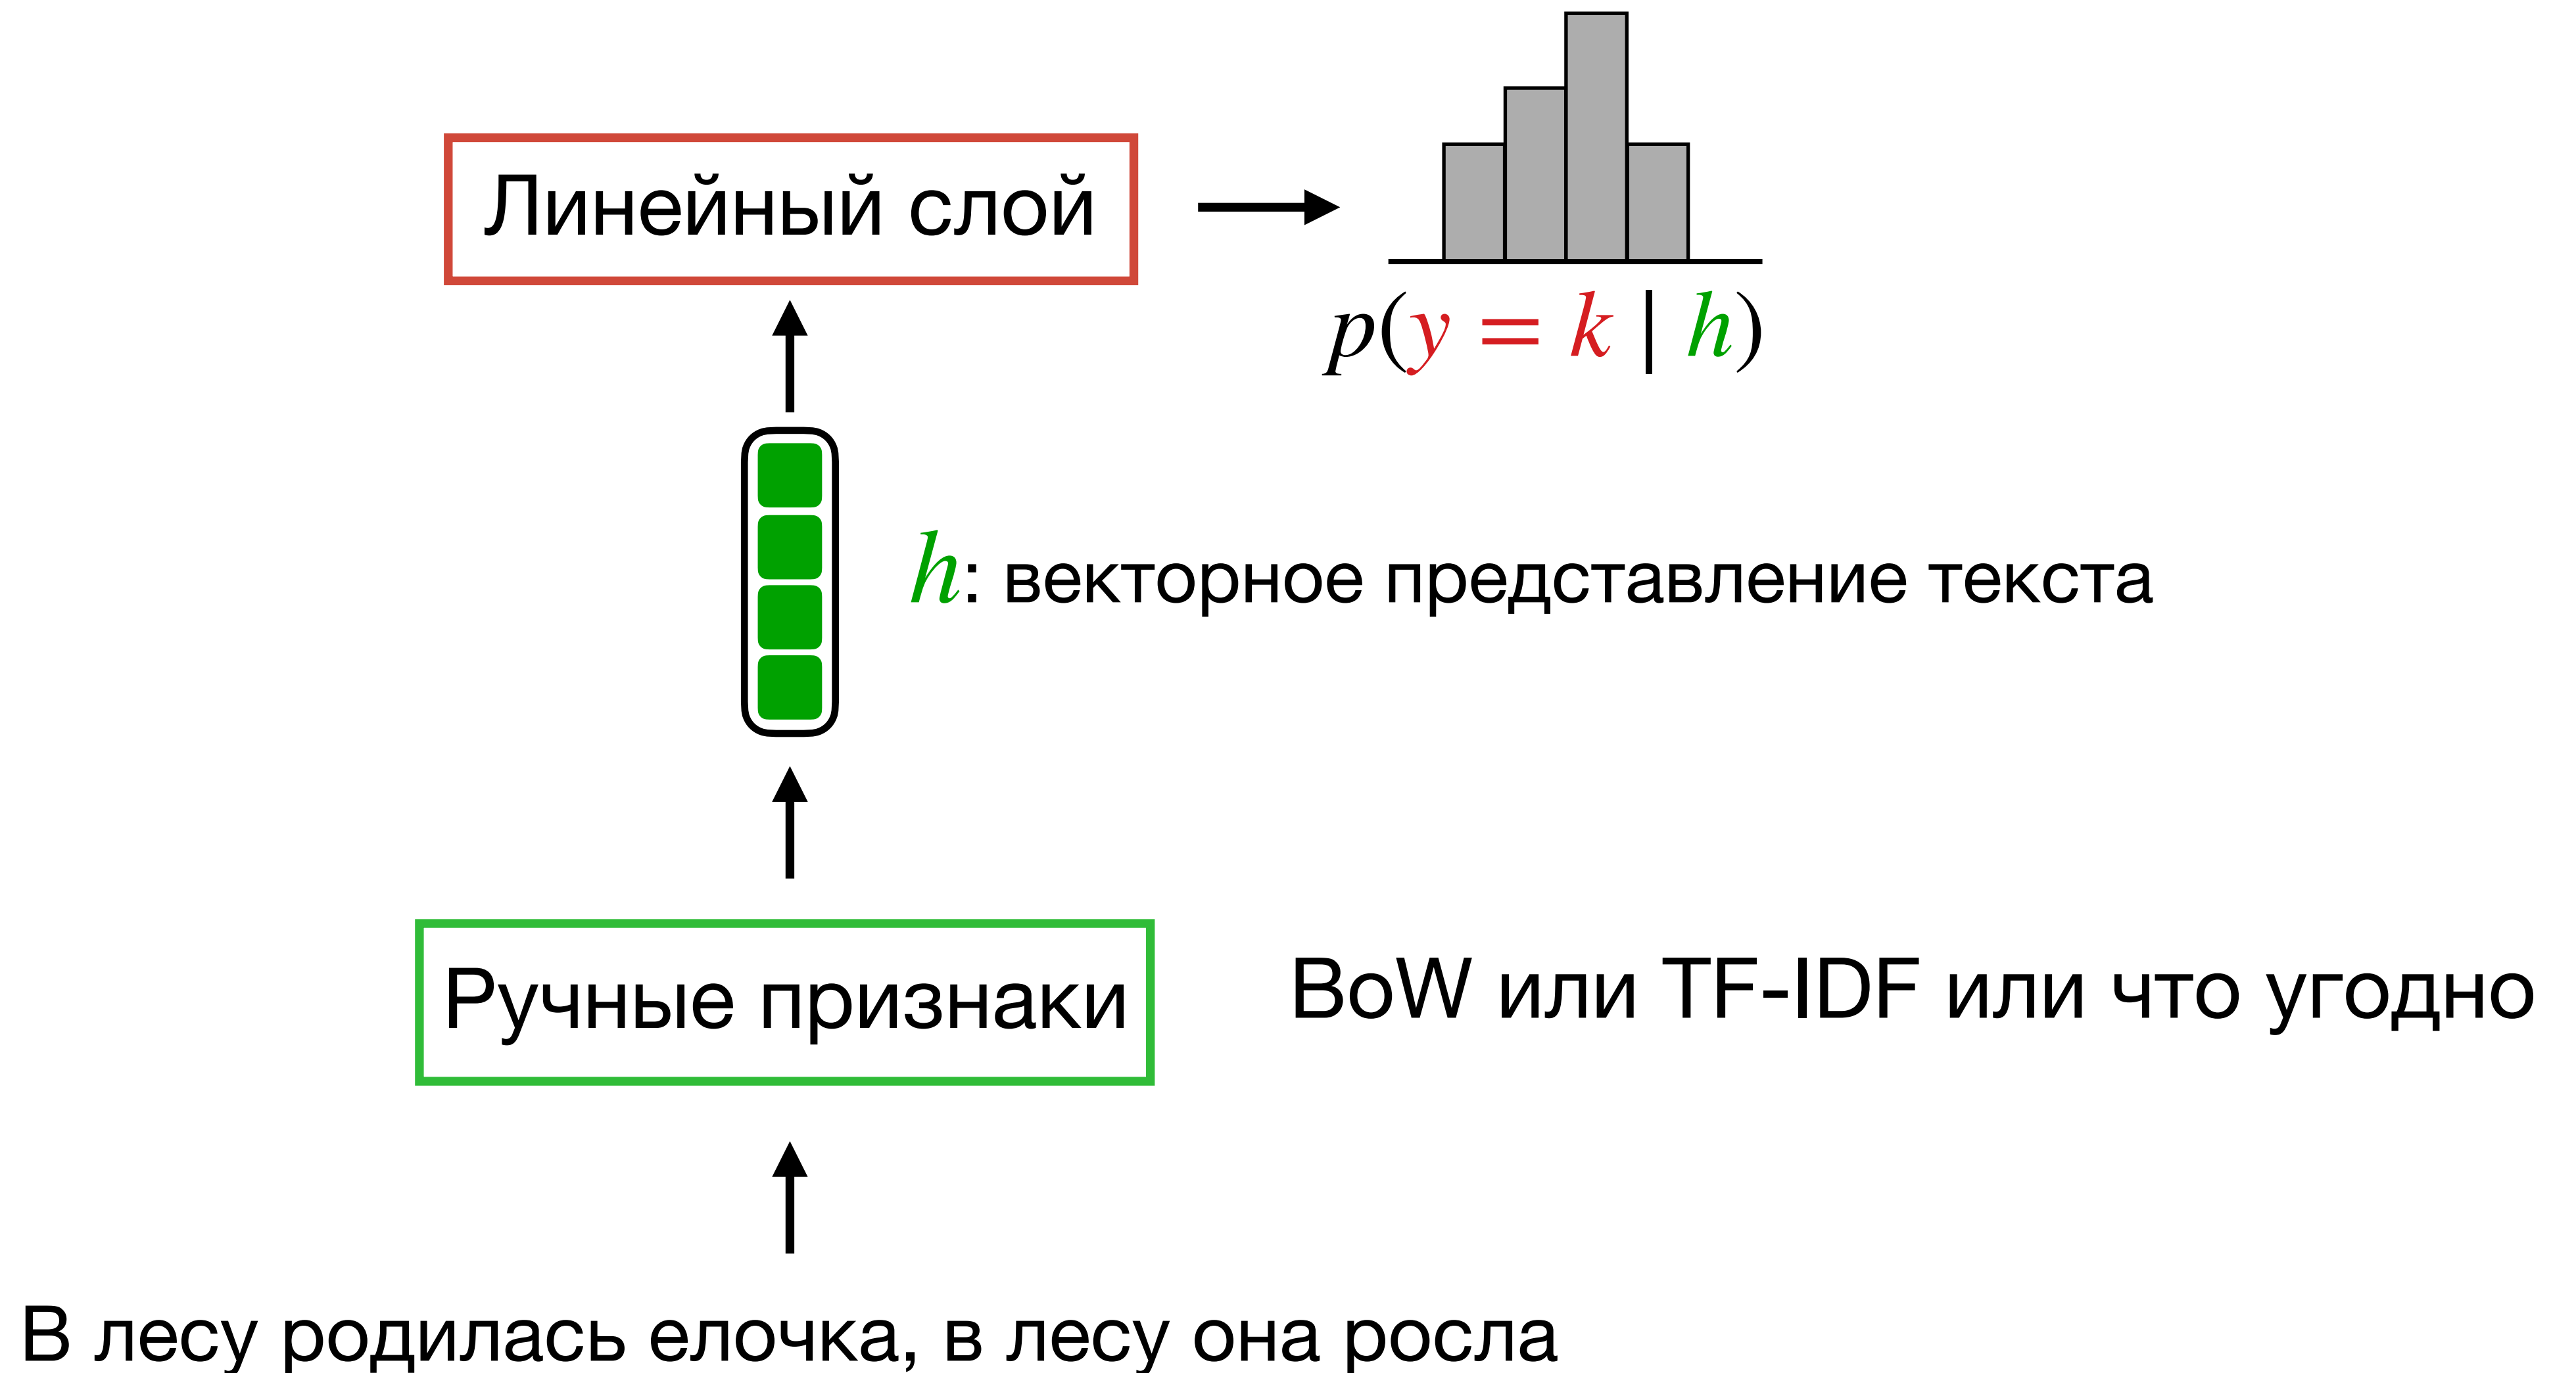 Линейный слой
p(y = k | h)
h: векторное представление текста
Ручные признаки
BoW или TF-IDF или что угодно
В лесу родилась елочка, в лесу она росла